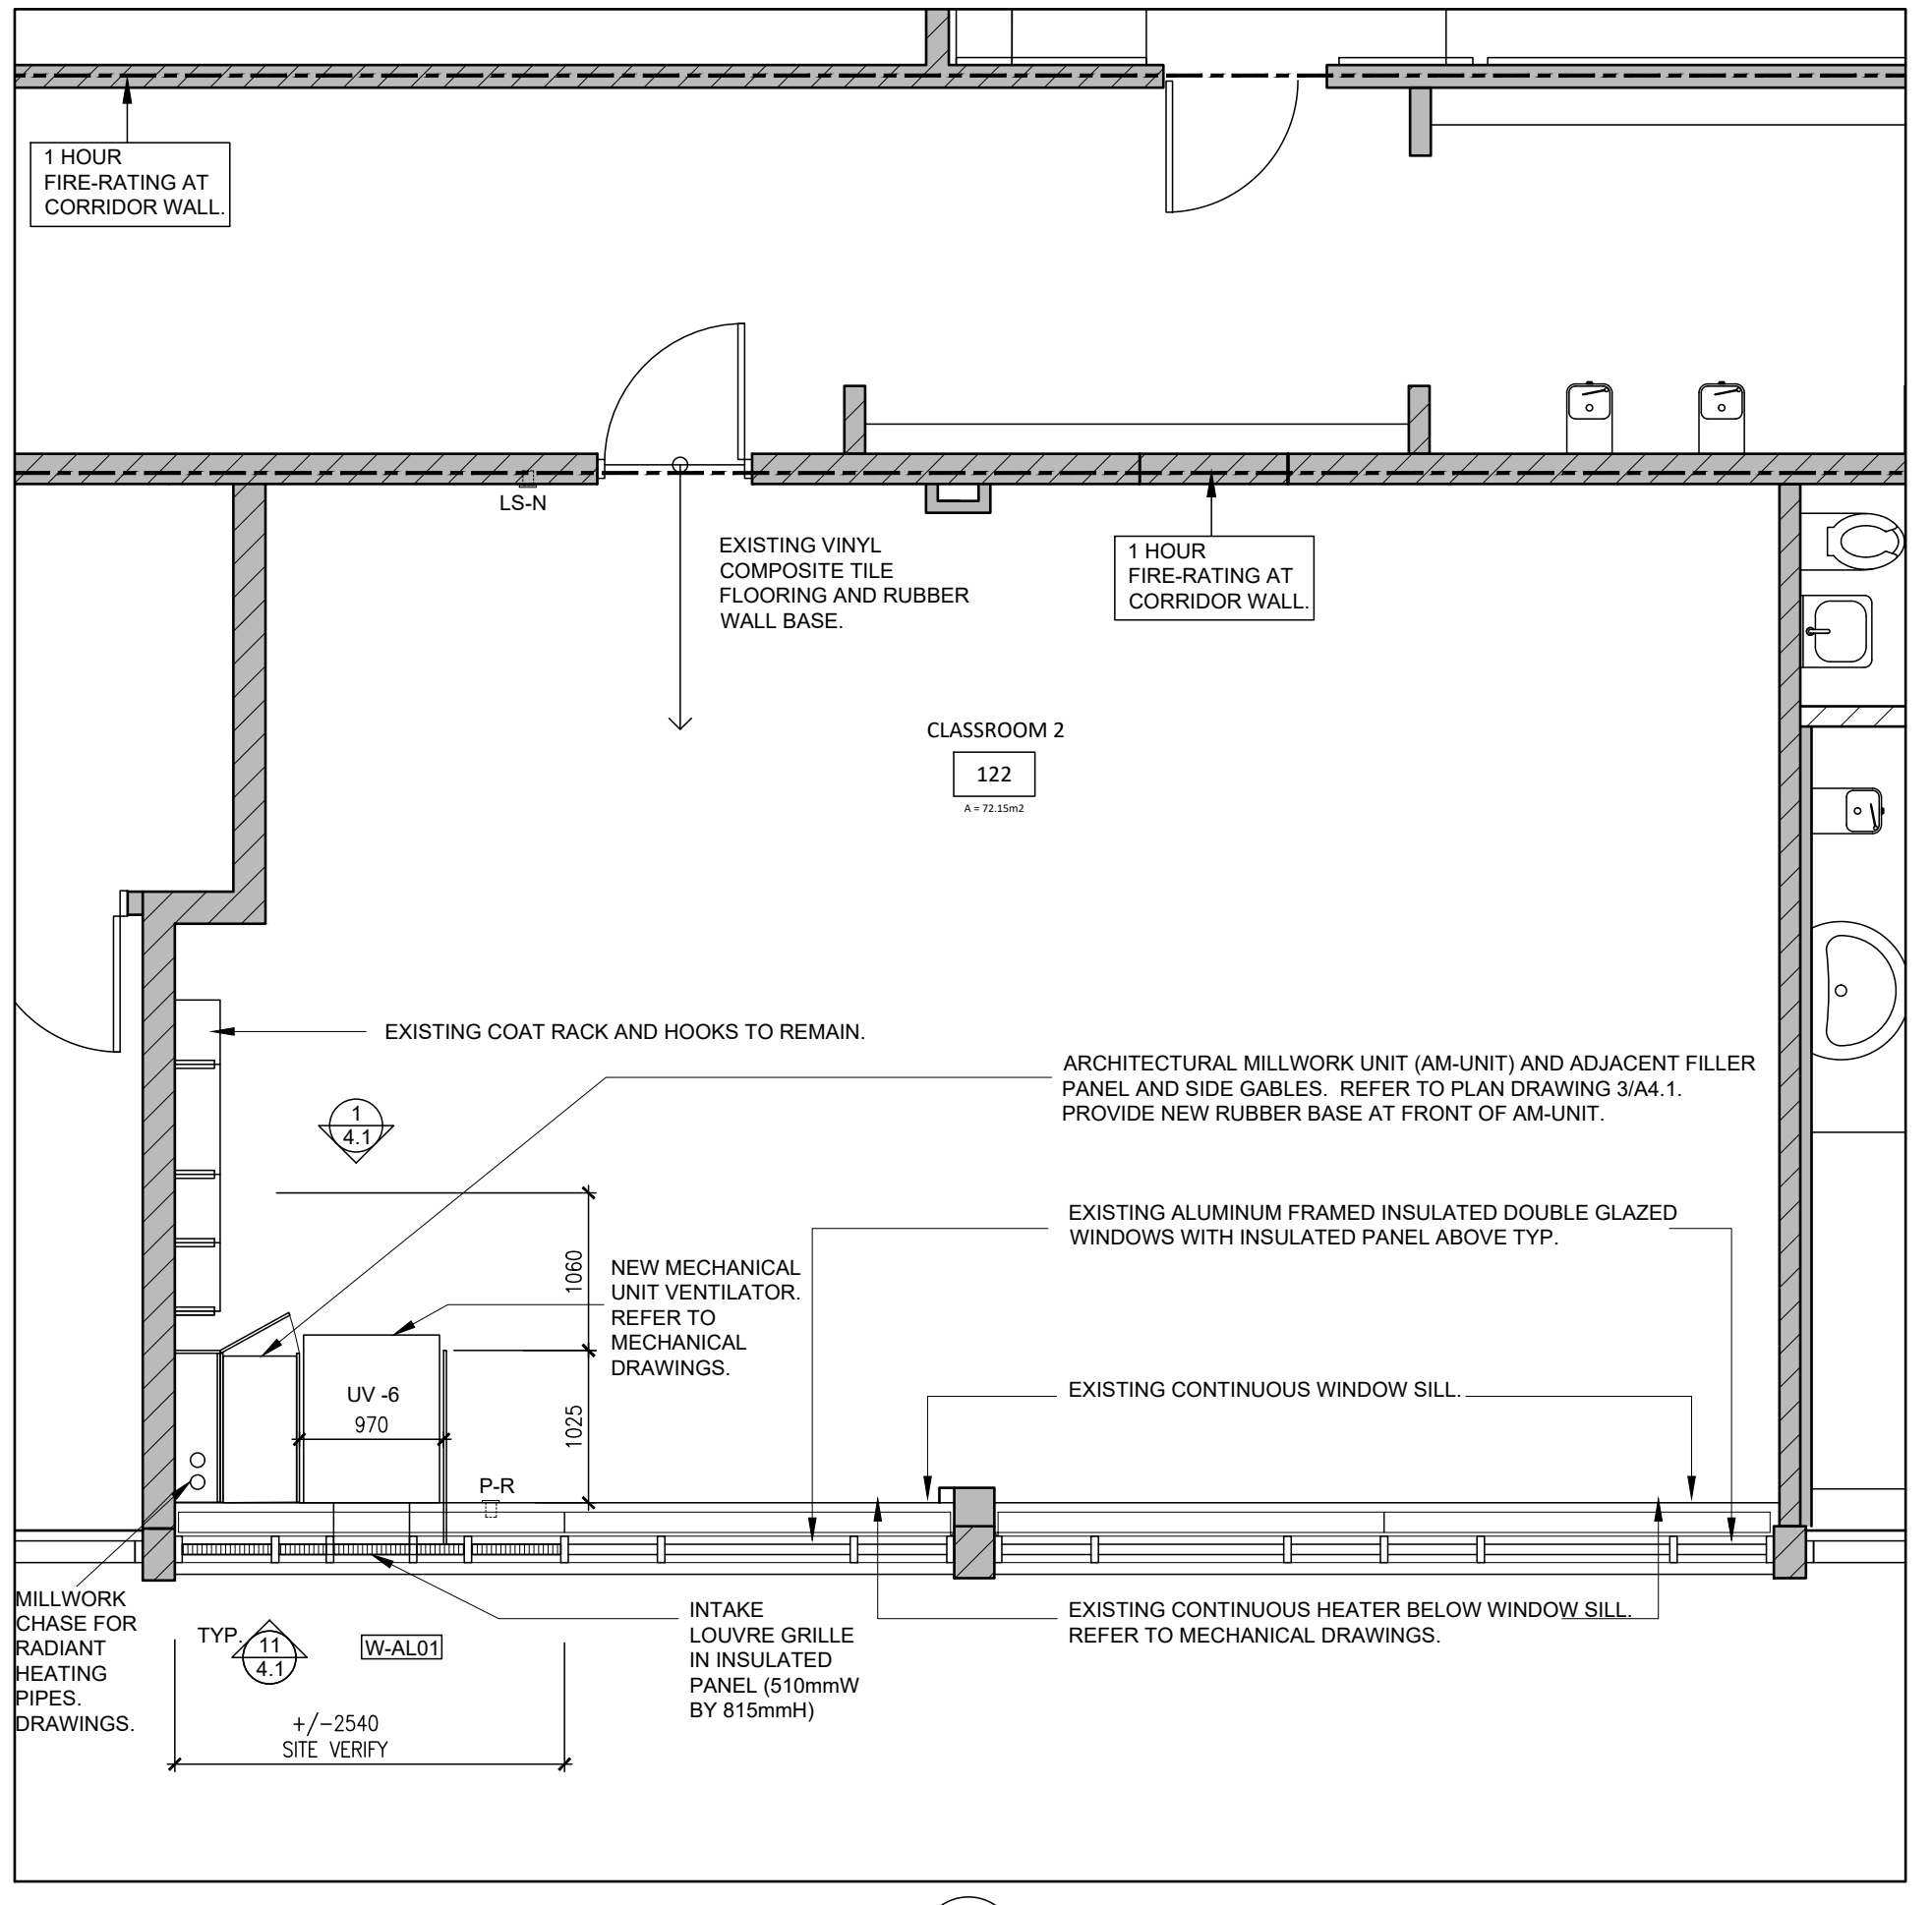 1 HOUR
FIRE-RATING AT
CORRIDOR WALL.
LS-N
EXISTING VINYL
COMPOSITE TILE
FLOORING AND RUBBER
WALL BASE.
1 HOUR
FIRE-RATING AT
CORRIDOR WALL.
CLASSROOM 2
122
A = 72.15m2
EXISTING COAT RACK AND HOOKS TO REMAIN.
ARCHITECTURAL MILLWORK UNIT (AM-UNIT) AND ADJACENT FILLER
PANEL AND SIDE GABLES. REFER TO PLAN DRAWING 3/A4.1.
PROVIDE NEW RUBBER BASE AT FRONT OF AM-UNIT.
1
4.1
EXISTING ALUMINUM FRAMED INSULATED DOUBLE GLAZED
WINDOWS WITH INSULATED PANEL ABOVE TYP.
1060
NEW MECHANICAL
UNIT VENTILATOR.
REFER TO
MECHANICAL
DRAWINGS.
UV -6
970
1025
EXISTING CONTINUOUS WINDOW SILL.
P-R
MILLWORK
CHASE FOR
RADIANT
HEATING
PIPES.
DRAWINGS.
TYP.
11
4.1
W-AL01
+/-2540
SITE VERIFY
INTAKE
LOUVRE GRILLE
IN INSULATED
PANEL (510mmW
BY 815mmH)
EXISTING CONTINUOUS HEATER BELOW WINDOW SILL.
REFER TO MECHANICAL DRAWINGS.